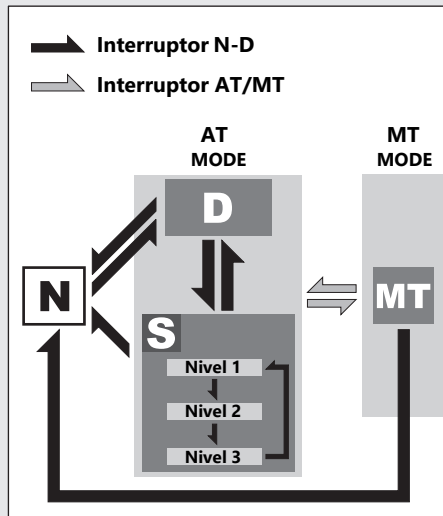 Interruptor N-D
Interruptor AT/MT
AT
MODE
MT
MODE
D
N
MT
S
Nivel 1
Nivel 2
Nivel 3